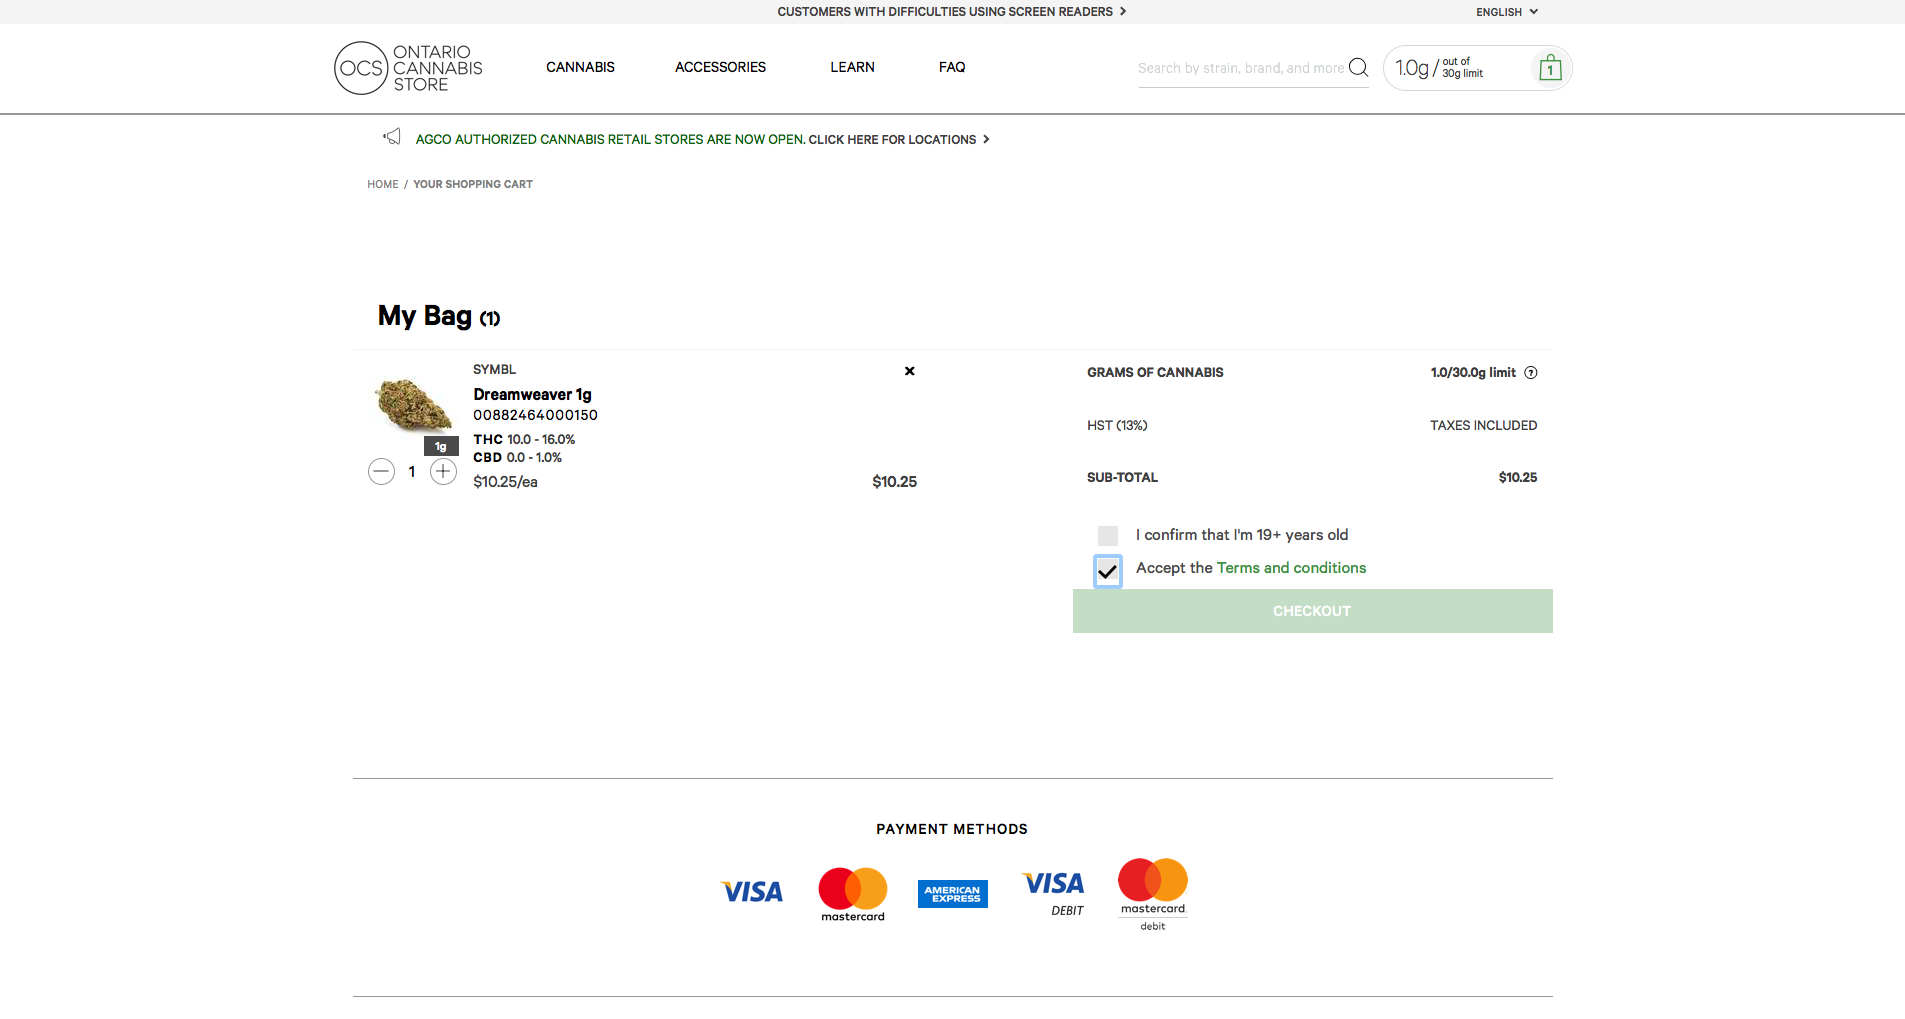 CUSTOMERS WITH DIFFICULTIES USING SCREEN READERS
ENGLISH
OCS
ONTARIO
CANNABIS
STORE
CANNABIS
ACCESSORIES
LEARN
FAQ
Search by strain, brand, and more
1.0g / out of
30g limit
1
AGCO AUTHORIZED CANNABIS RETAIL STORES ARE NOW OPEN. CLICK HERE FOR LOCATIONS
HOME / YOUR SHOPPING CART
My Bag (1)
SYMBL
Dreamweaver 1g
00882464000150
THC 10.0 - 16.0%
1g
CBD 0.0 - 1.0%
1
$10.25/ea
$10.25
GRAMS OF CANNABIS
1.0/30.0g limit ?
HST (13%)
TAXES INCLUDED
SUB-TOTAL
$10.25
I confirm that I'm 19+ years old
Accept the Terms and conditions
CHECKOUT
PAYMENT METHODS
VISA
mastercard
AMERICAN
EXPRESS
VISA
DEBIT
mastercard.
debit